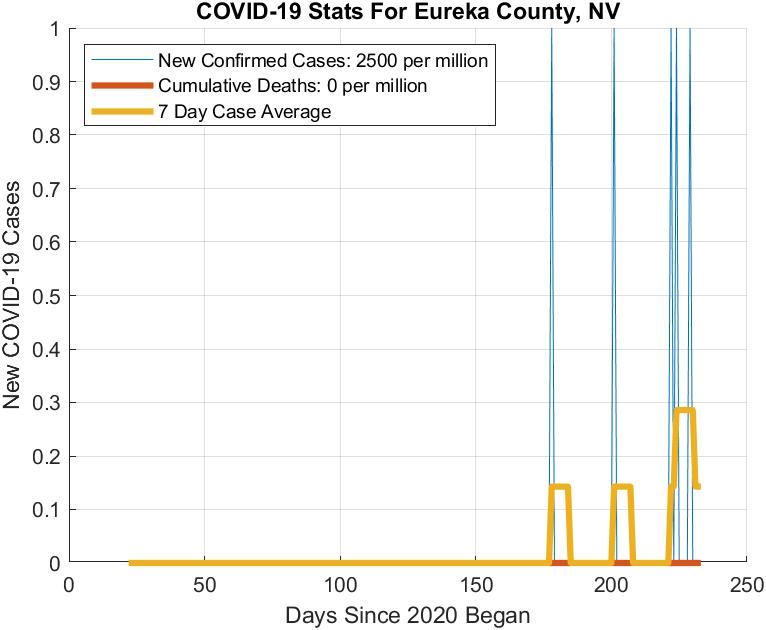 COVID-19 Stats For Eureka County, NV
New Confirmed Cases: 2500 per million
Cumulative Deaths: 0 per million
7 Day Case Average
New COVID-19 Cases
1
0.9
0.8
0.7
0.6
0.5
0.4
0.3
0.2
0.1
0
0 50 100 150 200 250
Days Since 2020 Began